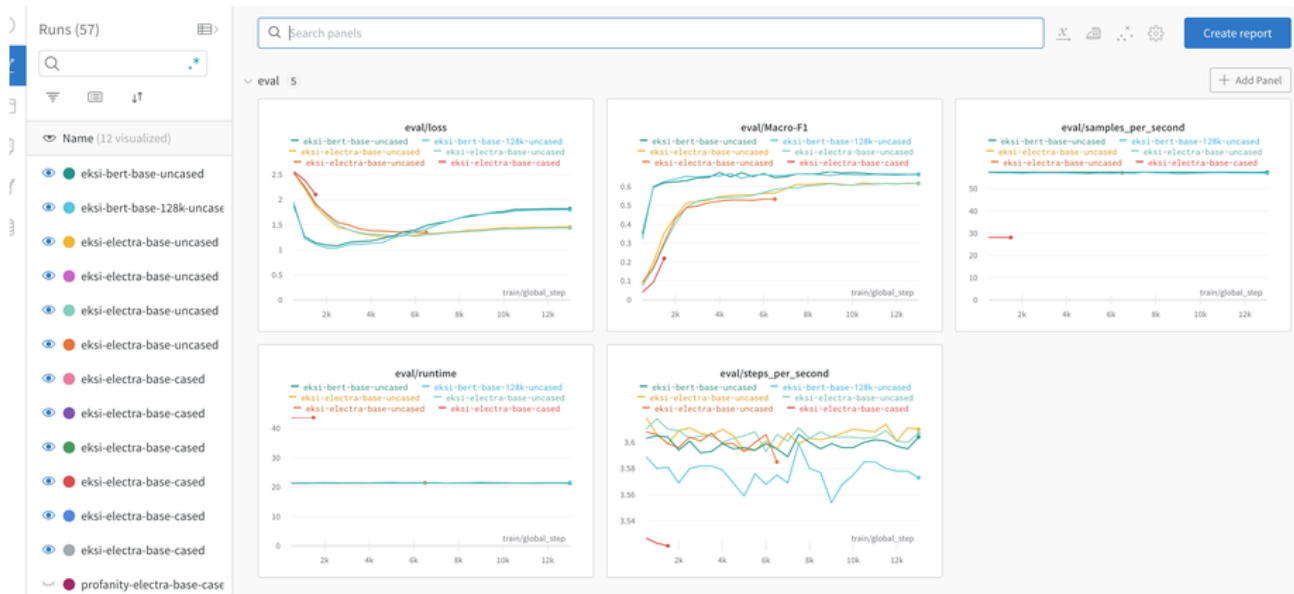 Runs (57)
.*
Name (12 visualized)
eksi-bert-base-uncased
eksi-bert-base-128k-uncase
eksi-electra-base-uncased
eksi-electra-base-uncased
eksi-electra-base-uncased
eksi-electra-base-uncased
eksi-electra-base-cased
eksi-electra-base-cased
eksi-electra-base-cased
eksi-electra-base-cased
eksi-electra-base-cased
eksi-electra-base-cased
profanity-electra-base-case
Search panels
Create report
eval 5
+ Add Panel
eval/loss
eksi-bert-base-uncased eksi-bert-base-128k-uncased
eksi-electra-base-uncased eksi-electra-base-uncased
eksi-electra-base-uncased eksi-electra-base-cased
2.5
2
1.5
1
0.5
0
train/global_step
2k 4k 6k 8k 10k 12k
eval/Macro-F1
eksi-bert-base-uncased eksi-bert-base-128k-uncased
eksi-electra-base-uncased eksi-electra-base-uncased
eksi-electra-base-uncased eksi-electra-base-cased
0.6
0.5
0.4
0.3
0.2
0.1
0
train/global_step
2k 4k 6k 8k 10k 12k
eval/samples_per_second
eksi-bert-base-uncased eksi-bert-base-128k-uncased
eksi-electra-base-uncased eksi-electra-base-uncased
eksi-electra-base-uncased eksi-electra-base-cased
50
40
30
20
10
0
train/global_step
2k 4k 6k 8k 10k 12k
eval/runtime
eksi-bert-base-uncased eksi-bert-base-128k-uncased
eksi-electra-base-uncased eksi-electra-base-uncased
eksi-electra-base-uncased eksi-electra-base-cased
40
30
20
10
0
train/global_step
2k 4k 6k 8k 10k 12k
eval/steps_per_second
eksi-bert-base-uncased eksi-bert-base-128k-uncased
eksi-electra-base-uncased eksi-electra-base-uncased
eksi-electra-base-uncased eksi-electra-base-cased
3.6
3.58
3.56
3.54
train/global_step
2k 4k 6k 8k 10k 12k